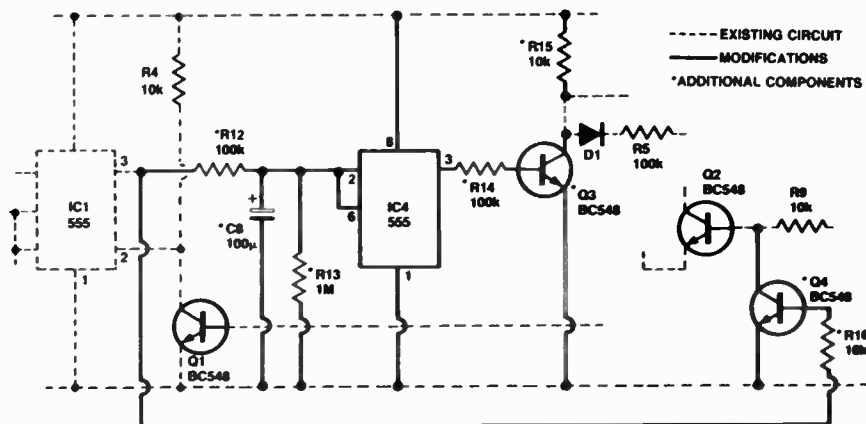 *R15
10k
EXISTING CIRCUIT
MODIFICATIONS
*ADDITIONAL COMPONENTS
R4
10k
*R12
100k
8
3
IC1
555
2
1
2
6
IC4
555
3
1
+
*C8
100µ
*R13
1M
*R14
100k
D1
R5
100k
*Q3
BC548
Q2
BC548
R9
10k
*Q4
BC548
Q1
BC548